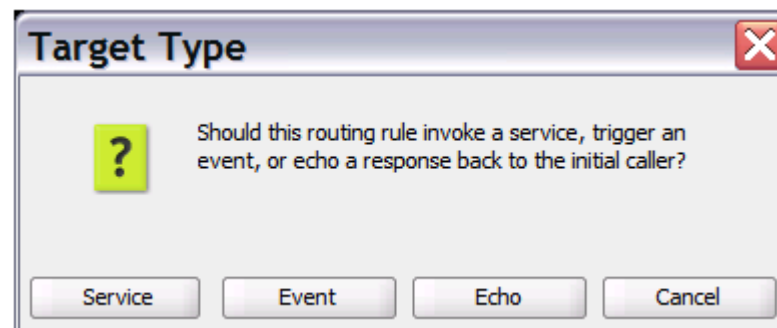 Target Type
?
Should this routing rule invoke a service, trigger an
event, or echo a response back to the initial caller?
Service Event Echo Cancel